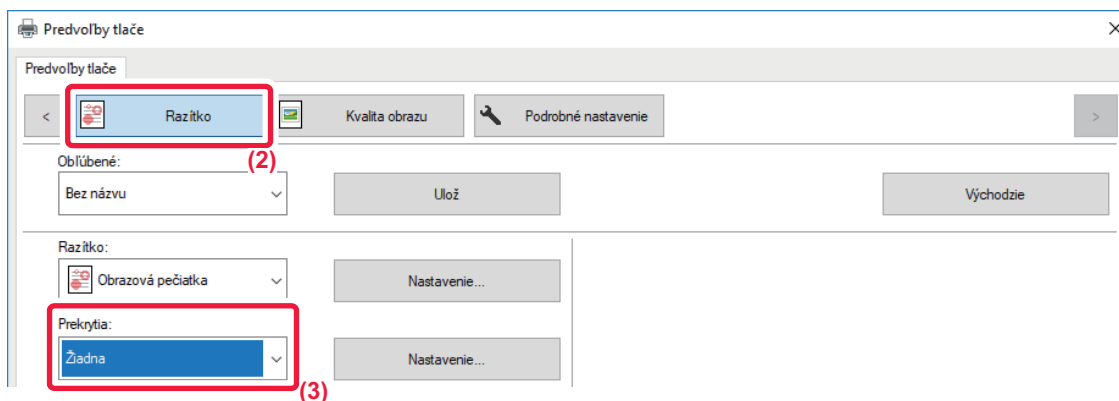 Predvoľby tlače
Predvoľby tlače
< Razítko Kvalita obrazu Podrobné nastavenie >
(2)
Obľúbené:
Bez názvu Ulož Východzie
Razítko:
Obrazová pečiatka Nastavenie...
Prekrytia:
Žiadna Nastavenie...
(3)